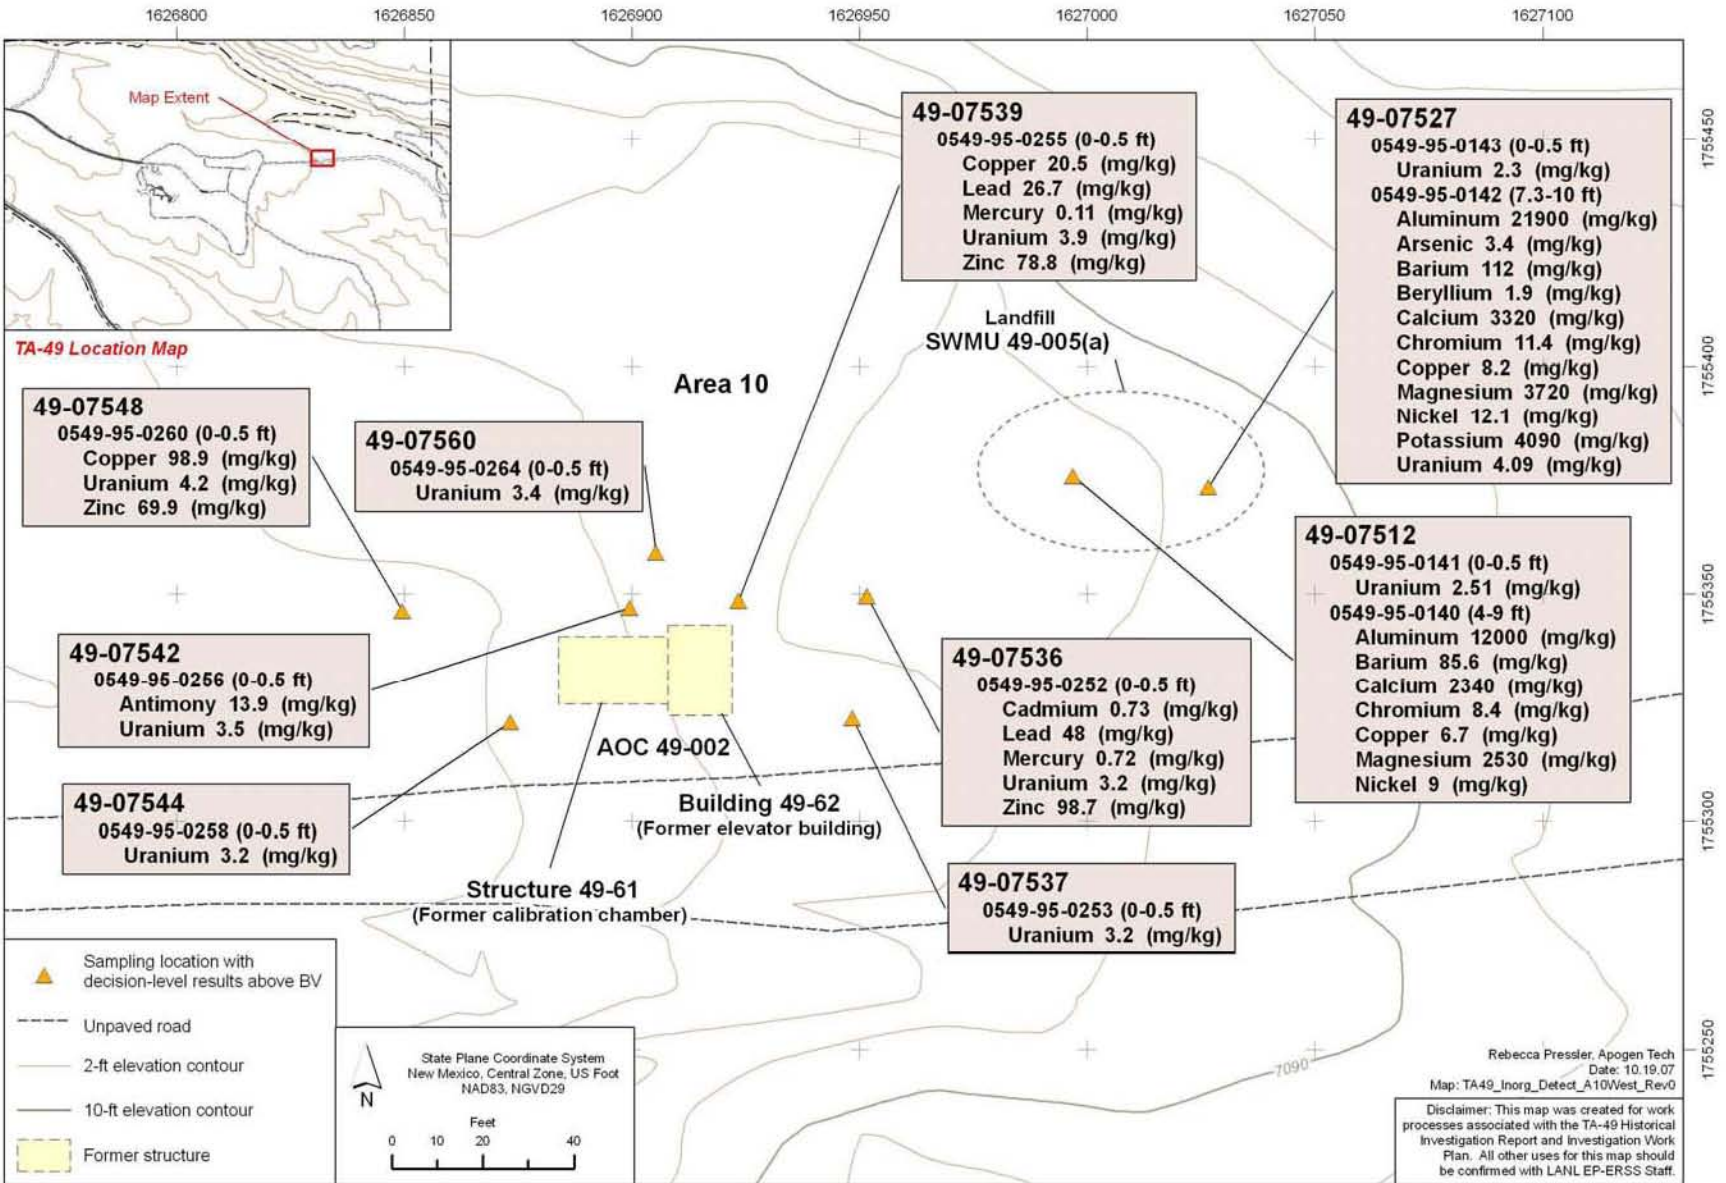 1626800 1626850 1626900 1626950 1627000 1627050 1627100
Map Extent
TA-49 Location Map
49-07539
0549-95-0255 (0-0.5 ft)
Copper 20.5 (mg/kg)
Lead 26.7 (mg/kg)
Mercury 0.11 (mg/kg)
Uranium 3.9 (mg/kg)
Zinc 78.8 (mg/kg)
49-07527
0549-95-0143 (0-0.5 ft)
Uranium 2.3 (mg/kg)
0549-95-0142 (7.3-10 ft)
Aluminum 21900 (mg/kg)
Arsenic 3.4 (mg/kg)
Barium 112 (mg/kg)
Beryllium 1.9 (mg/kg)
Calcium 3320 (mg/kg)
Chromium 11.4 (mg/kg)
Copper 8.2 (mg/kg)
Magnesium 3720 (mg/kg)
Nickel 12.1 (mg/kg)
Potassium 4090 (mg/kg)
Uranium 4.09 (mg/kg)
1755450
1755400
1755350
1755300
1755250
Landfill
SWMU 49-005(a)
Area 10
49-07548
0549-95-0260 (0-0.5 ft)
Copper 98.9 (mg/kg)
Uranium 4.2 (mg/kg)
Zinc 69.9 (mg/kg)
49-07560
0549-95-0264 (0-0.5 ft)
Uranium 3.4 (mg/kg)
49-07512
0549-95-0141 (0-0.5 ft)
Uranium 2.51 (mg/kg)
0549-95-0140 (4-9 ft)
Aluminum 12000 (mg/kg)
Barium 85.6 (mg/kg)
Calcium 2340 (mg/kg)
Chromium 8.4 (mg/kg)
Copper 6.7 (mg/kg)
Magnesium 2530 (mg/kg)
Nickel 9 (mg/kg)
49-07542
0549-95-0256 (0-0.5 ft)
Antimony 13.9 (mg/kg)
Uranium 3.5 (mg/kg)
49-07536
0549-95-0252 (0-0.5 ft)
Cadmium 0.73 (mg/kg)
Lead 48 (mg/kg)
Mercury 0.72 (mg/kg)
Uranium 3.2 (mg/kg)
Zinc 98.7 (mg/kg)
AOC 49-002
49-07544
0549-95-0258 (0-0.5 ft)
Uranium 3.2 (mg/kg)
Building 49-62
(Former elevator building)
Structure 49-61
(Former calibration chamber)
49-07537
0549-95-0253 (0-0.5 ft)
Uranium 3.2 (mg/kg)
Sampling location with
decision-level results above BV
Unpaved road
2-ft elevation contour
10-ft elevation contour
Former structure
N
State Plane Coordinate System
New Mexico, Central Zone, US Foot
NAD83, NGVD29
Feet
0 10 20 40
7090
Rebecca Pressler, Apogen Tech
Date: 10.19.07
Map: TA49_Inorg_Detect_A10West_Rev0
Disclaimer: This map was created for work
processes associated with the TA-49 Historical
Investigation Report and Investigation Work
Plan. All other uses for this map should
be confirmed with LANL EP-ERSS Staff.